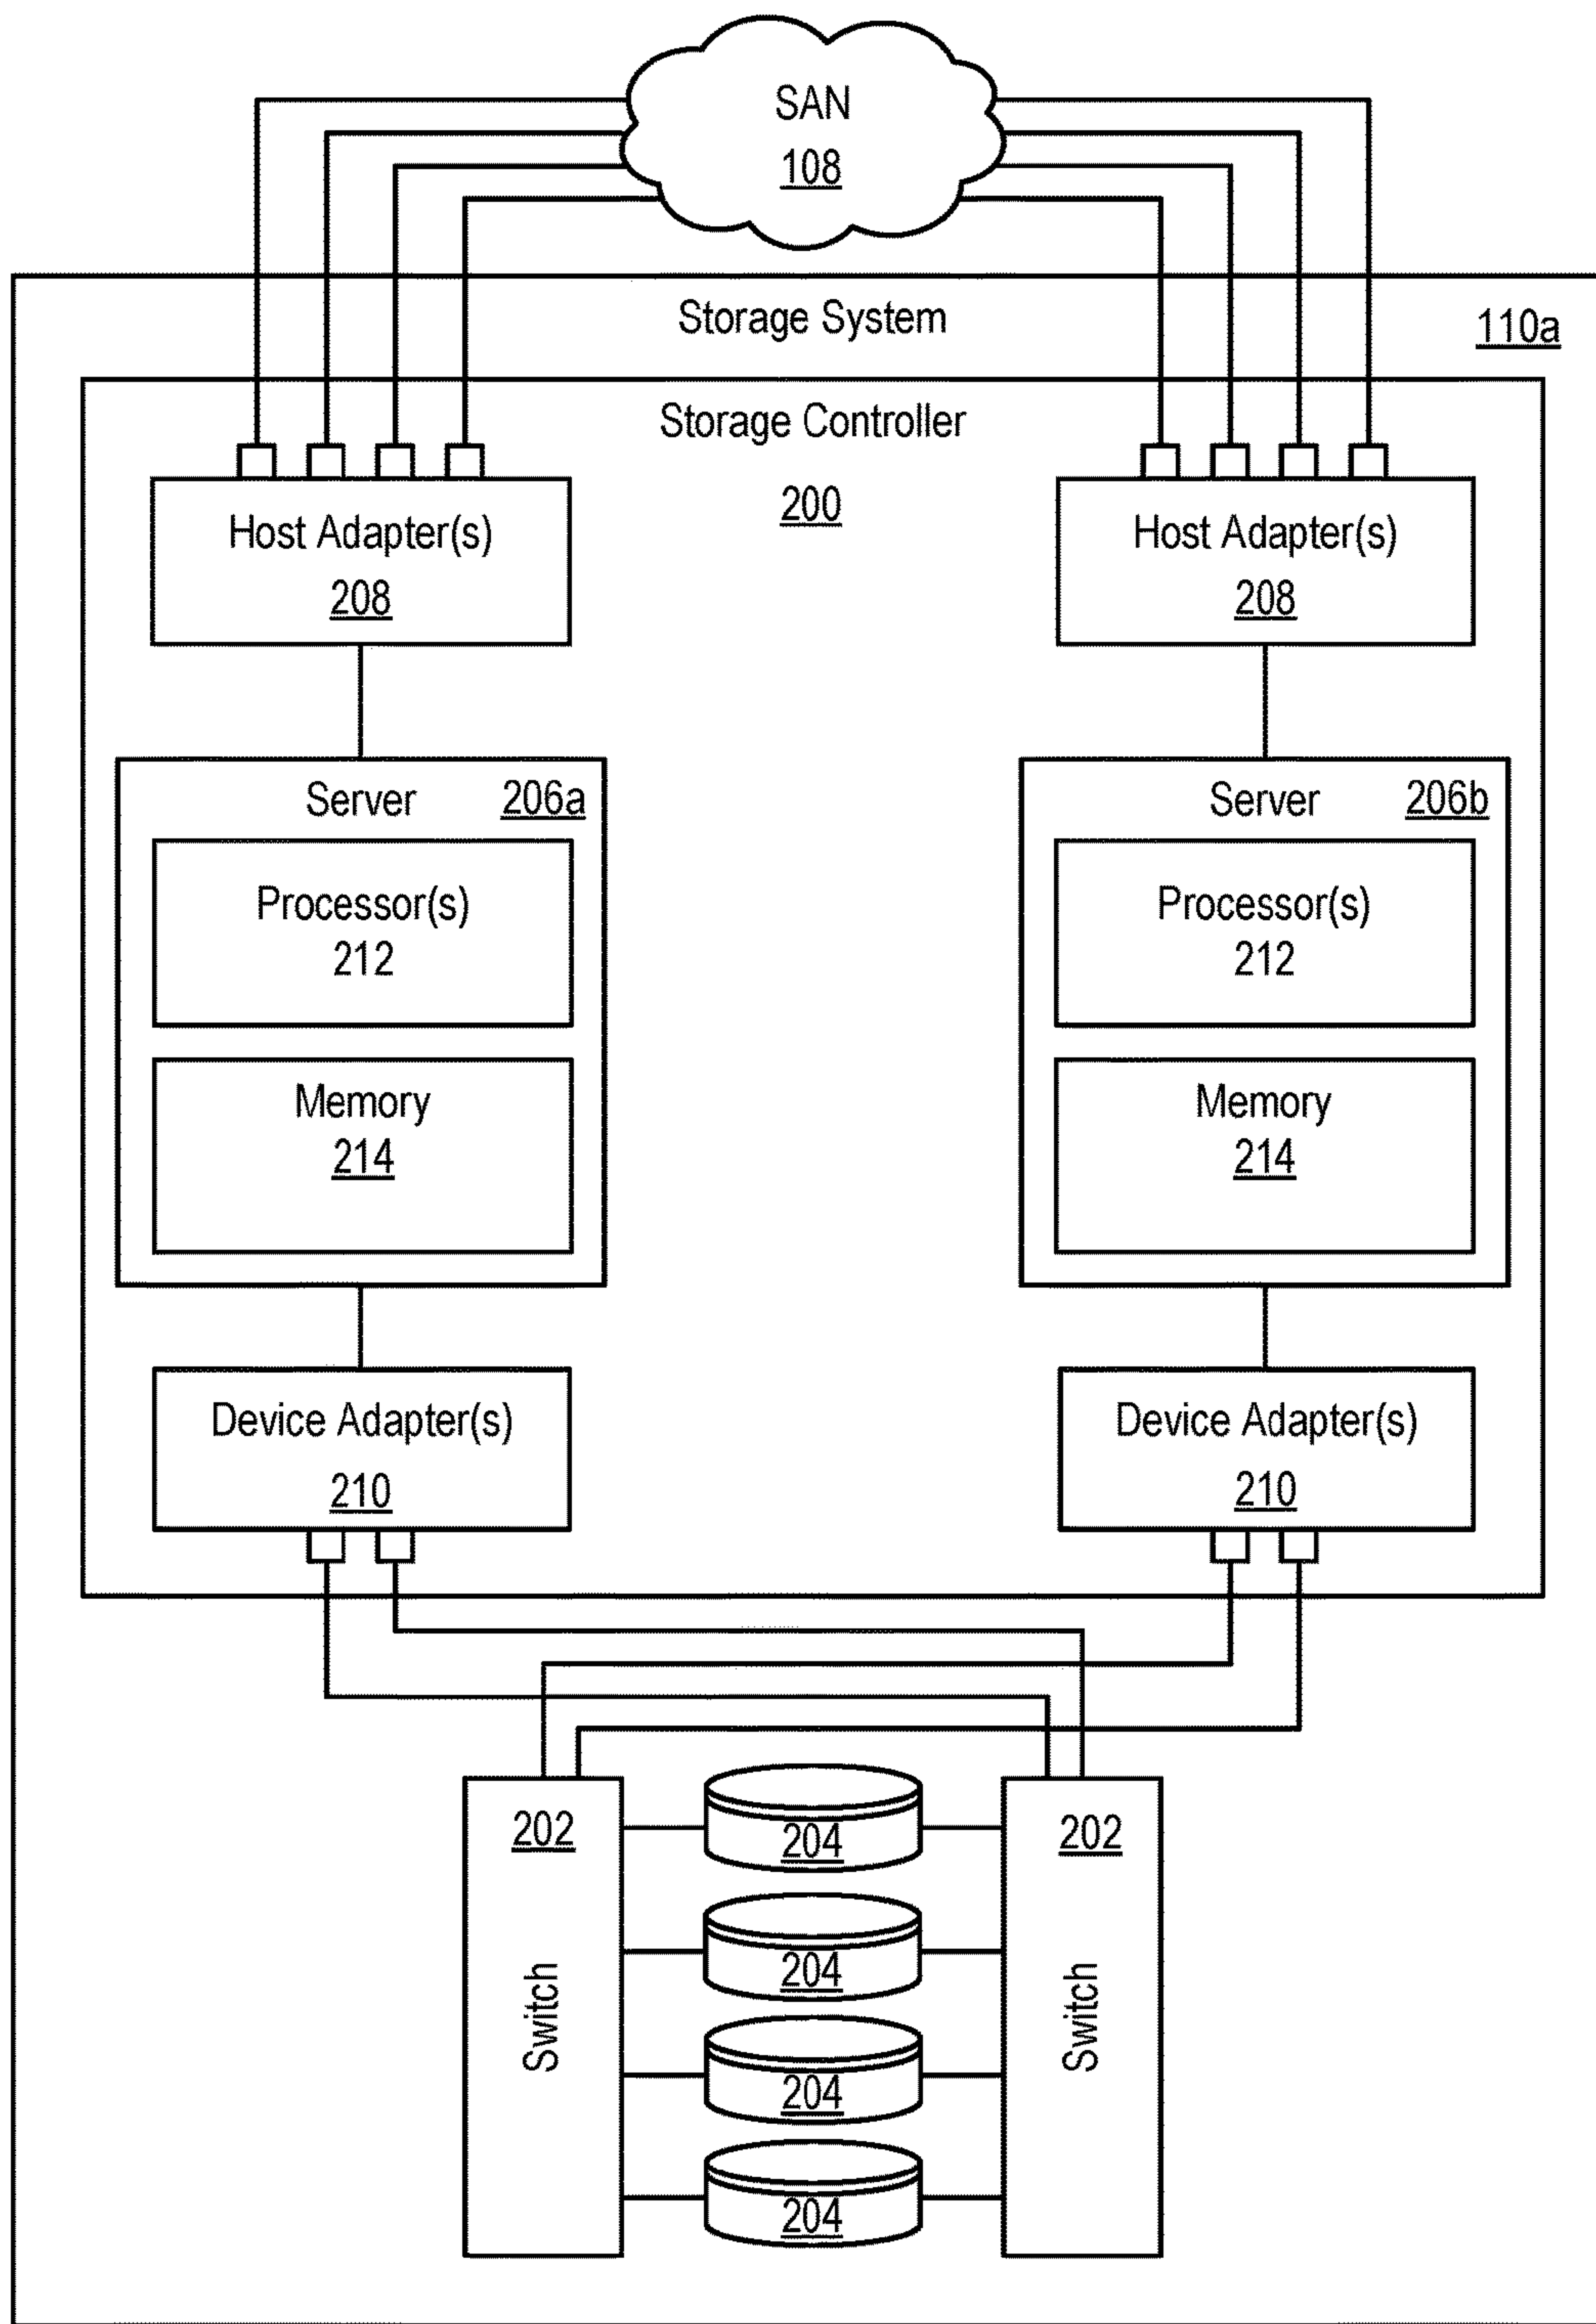 SAN
108
Storage System
110a
Storage Controller
200
Host Adapter(s)
208
Host Adapter(s)
208
Server
206a
Processor(s)
212
Memory
214
Server
206b
Processor(s)
212
Memory
214
Device Adapter(s)
210
Device Adapter(s)
210
202
Switch
204
204
204
204
202
Switch